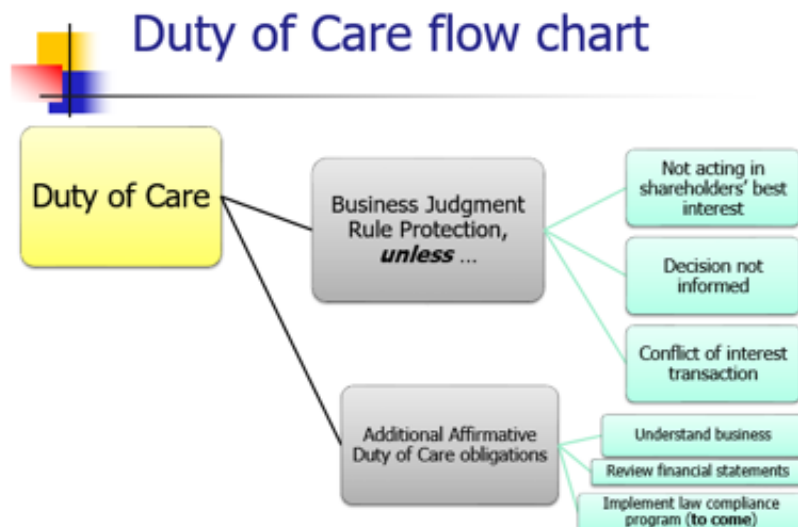 Duty of Care flow chart
Duty of Care
Business Judgment
Rule Protection,
unless ...
Not acting in
shareholders' best
interest
Decision not
informed
Conflict of interest
transaction
Additional Affirmative
Duty of Care obligations
Understand business
Review financial statements
Implement law compliance
program (to come)